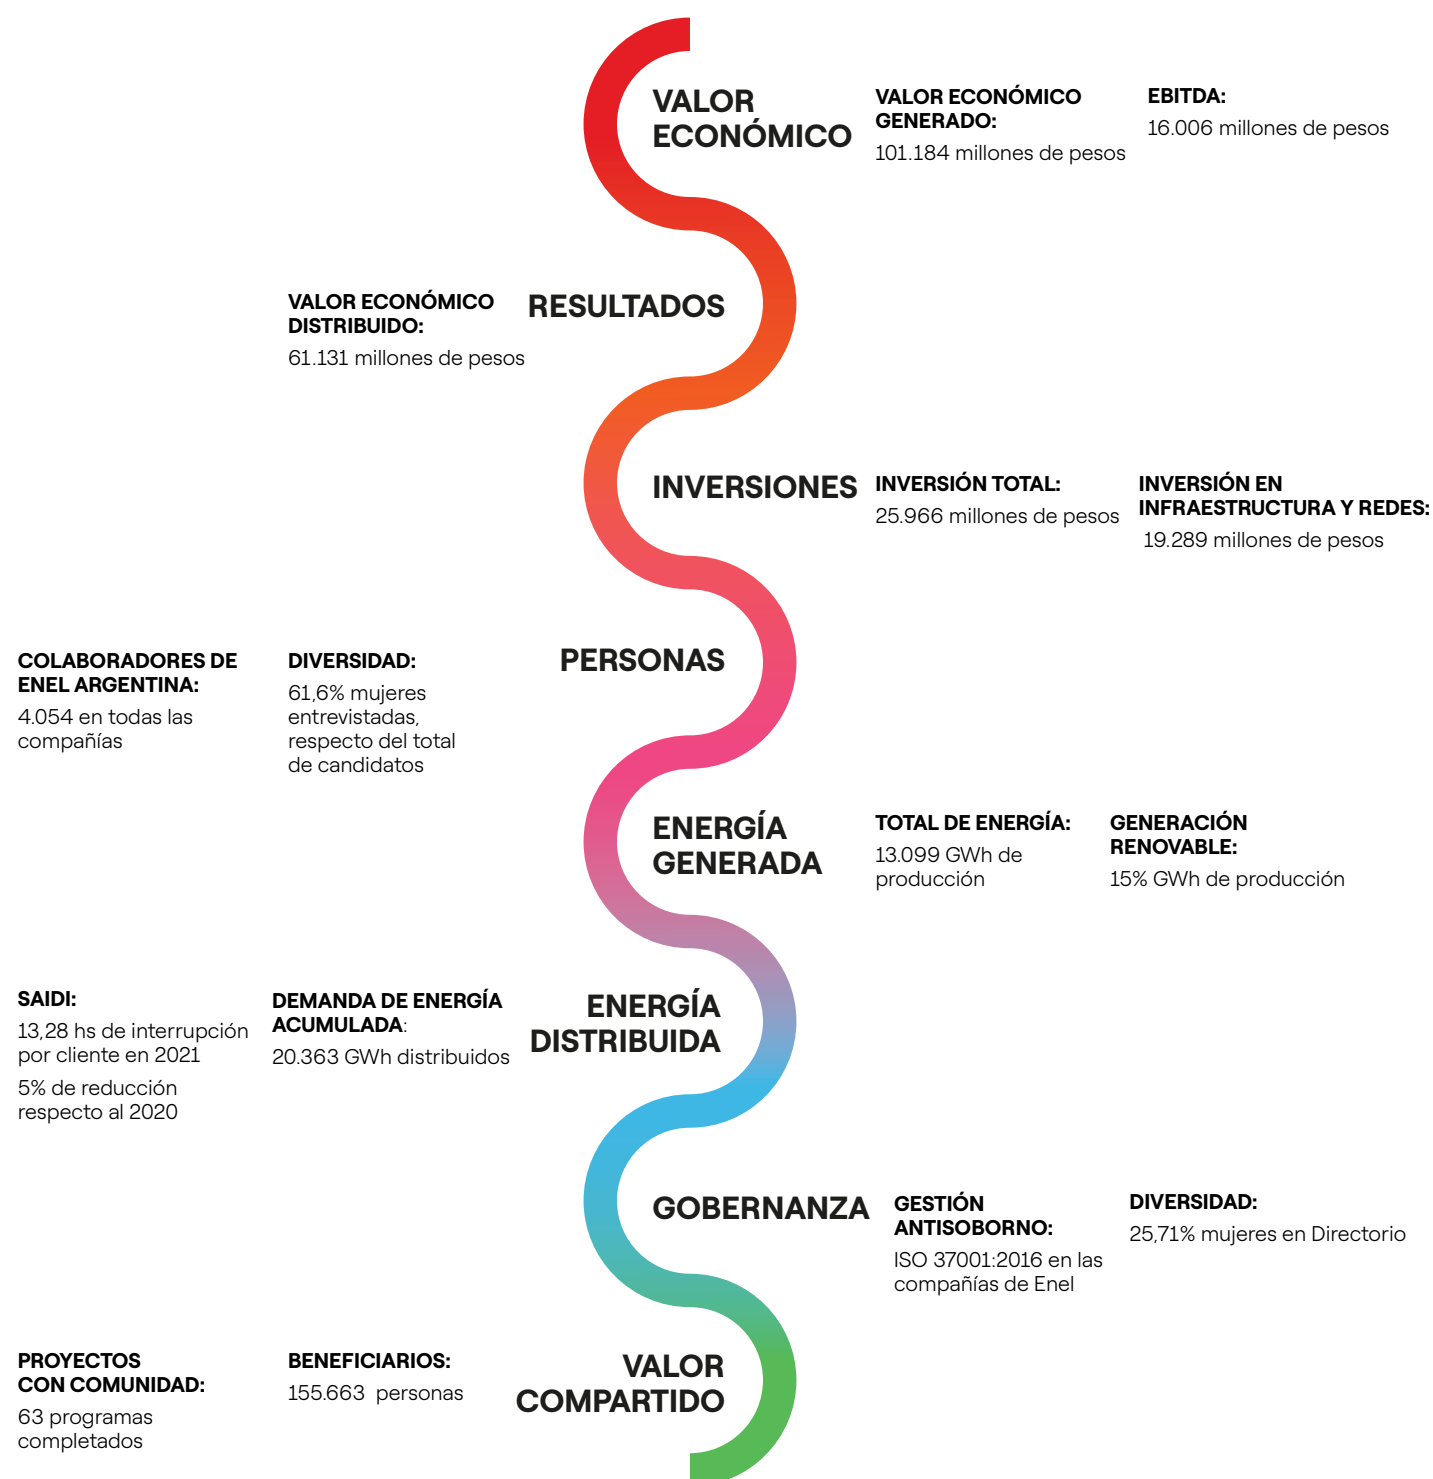 VALOR
ECONÓMICO
VALOR ECONÓMICO
GENERADO:
101.184 millones de pesos
EBITDA:
16.006 millones de pesos
VALOR ECONÓMICO
DISTRIBUIDO:
61.131 millones de pesos
RESULTADOS
INVERSIONES
INVERSIÓN TOTAL:
25.966 millones de pesos
INVERSIÓN EN
INFRAESTRUCTURA Y REDES:
19.289 millones de pesos
COLABORADORES DE
ENEL ARGENTINA:
4.054 en todas las
compañías
DIVERSIDAD:
61,6% mujeres
entrevistadas,
respecto del total
de candidatos
PERSONAS
ENERGÍA
GENERADA
TOTAL DE ENERGÍA:
13.099 GWh de
producción
GENERACIÓN
RENOVABLE:
15% GWh de producción
SAIDI:
13,28 hs de interrupción
por cliente en 2021
5% de reducción
respecto al 2020
DEMANDA DE ENERGÍA
ACUMULADA:
20.363 GWh distribuidos
ENERGÍA
DISTRIBUIDA
GOBERNANZA
GESTIÓN
ANTISOBORNO:
ISO 37001:2016 en las
compañías de Enel
DIVERSIDAD:
25,71% mujeres en Directorio
PROYECTOS
CON COMUNIDAD:
63 programas
completados
BENEFICIARIOS:
155.663 personas
VALOR
COMPARTIDO